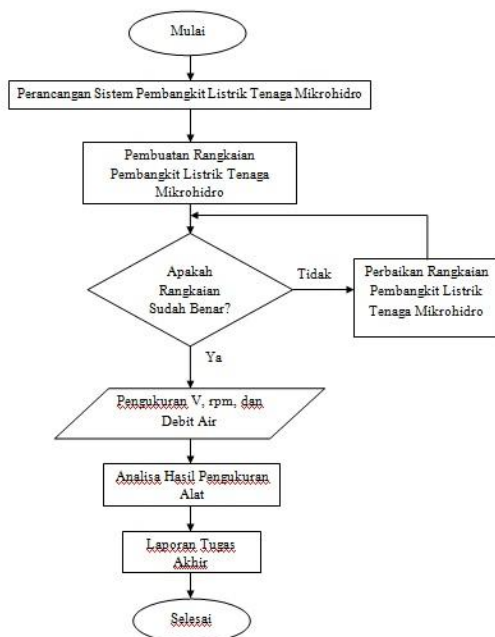 Mulai
Perancangan Sistem Pembangkit Listrik Tenaga Mikrohidro
Pembuatan Rangkaian
Pembangkit Listrik Tenaga
Mikrohidro
Apakah
Rangkaian
Sudah Benar?
Tidak
Perbaikan Rangkaian
Pembangkit Listrik
Tenaga Mikrohidro
Ya
Pengukuran V, rpm, dan
Debit Air
Analisa Hasil Pengukuran
Alat
Laporan Tugas
Akhir
Selesai